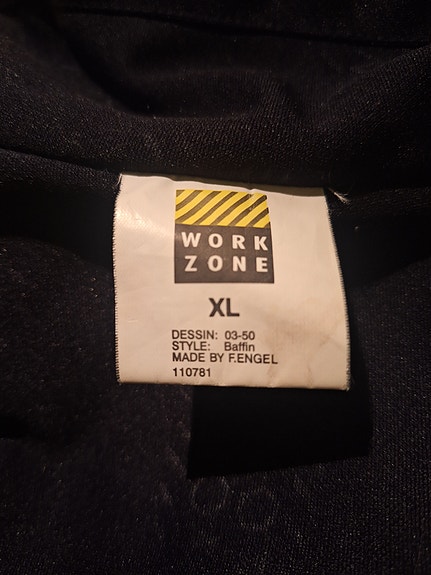 WORK
ZONE
XL
DESSIN: 03-50
STYLE: Baffin
MADE BY F.ENGEL
110781